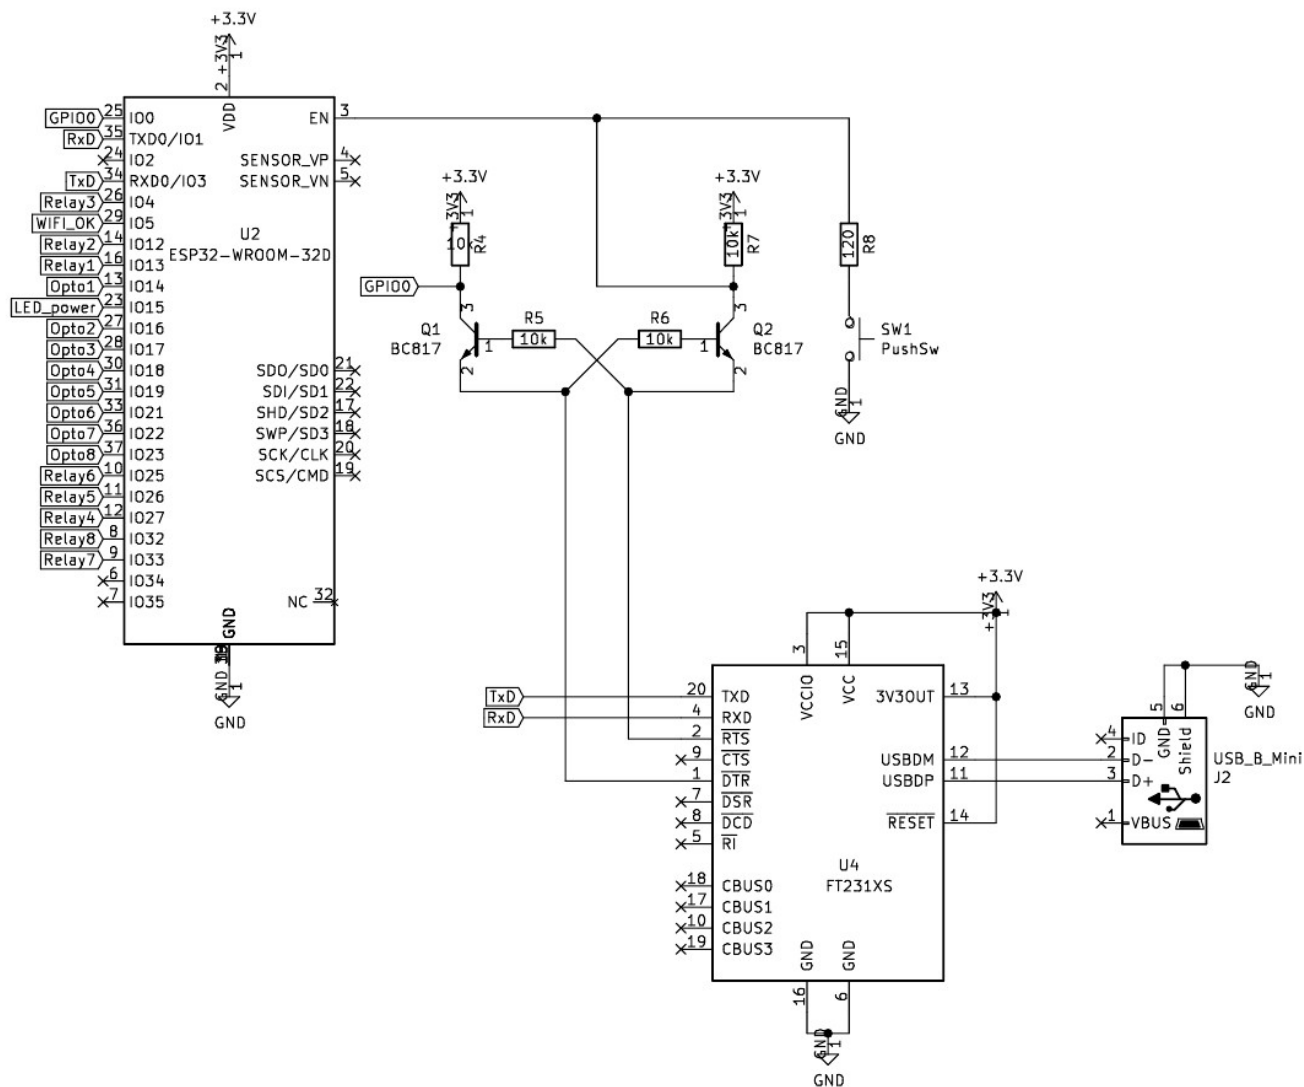 +3.3V
+3V3
1
2
VDD
GPIO0 25 IO0
RxD 35 TXD0/IO1
24 IO2
TxD 34 RXD0/IO3
Relay3 26 IO4
WIFI_OK 29 IO5
Relay2 14 IO12
Relay1 16 IO13
Opto1 13 IO14
LED_power 23 IO15
Opto2 27 IO16
Opto3 28 IO17
Opto4 30 IO18
Opto5 31 IO19
Opto6 33 IO21
Opto7 36 IO22
Opto8 37 IO23
Relay6 10 IO25
Relay5 11 IO26
Relay4 12 IO27
Relay8 8 IO32
Relay7 9 IO33
6 IO34
7 IO35
U2
ESP32-WROOM-32D
EN 3
SENSOR_VP 4
SENSOR_VN 5
SDO/SD0 21
SDI/SD1 22
SHD/SD2 17
SWP/SD3 18
SCK/CLK 20
SCS/CMD 19
NC 32
GND
GND 1
GND
+3.3V
+3V3 1
10k R4
GPIO0
3
Q1
BC817
1
2
R5
10k
R6
10k
+3.3V
+3V3 1
10k R7
3
Q2
BC817
1
2
120 R8
SW1
PushSw
GND 1
GND
+3.3V
+3V3 1
3 VCCIO
15 VCC
TxD 20 TXD
RxD 4 RXD
2 RTS
9 CTS
1 DTR
7 DSR
8 DCD
5 RI
18 CBUS0
17 CBUS1
10 CBUS2
19 CBUS3
3V3OUT 13
USBDM 12
USBDP 11
RESET 14
U4
FT231XS
GND 16
GND 6
GND 1
GND
GND 1
GND
5 GND
6 Shield
4 ID
2 D-
3 D+
1 VBUS
USB_B_Mini
J2